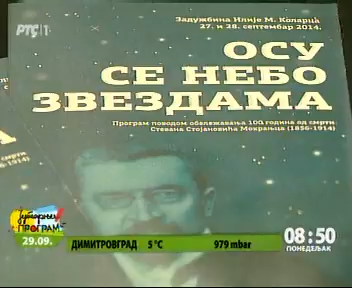 РТС 1
Задужбина Илије М. Коларца
27. и 28. септембар 2014.
ОСУ
СЕ НЕБО
ЗВЕЗДАМА
Програм поводом обележавања 100 година од смрти
Стевана Стојановића Мокрањца (1856-1914)
А
Јутарњи
ПРОГРАМ
29.09.
ДИМИТРОВГРАД 5°C 979 mbar
08:50
ПОНЕДЕЉАК